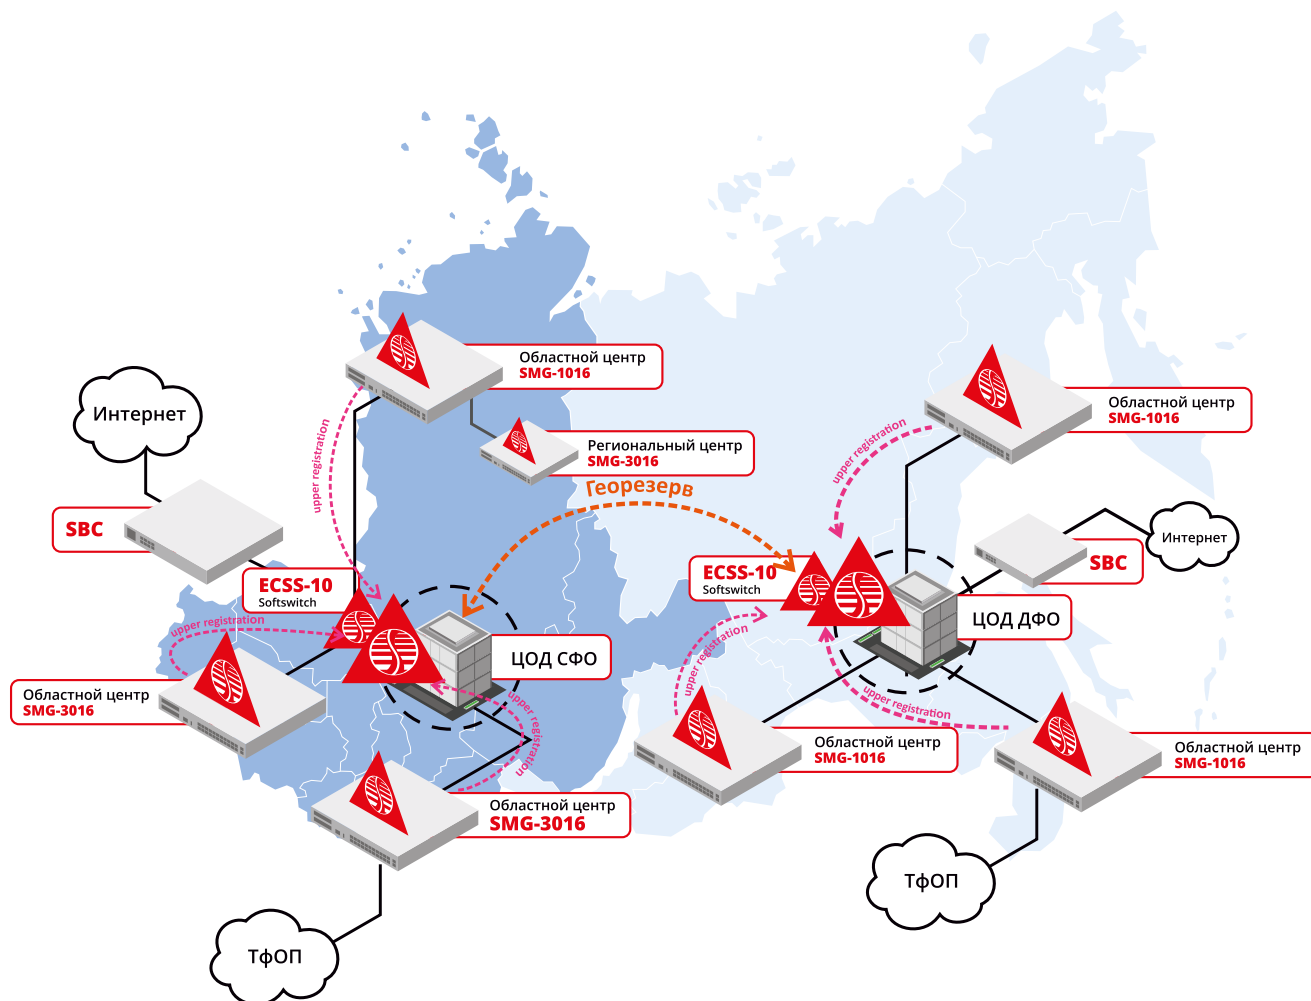 Областной центр
SMG-1016
Областной центр
SMG-1016
Интернет
upper registration
upper registration
Региональный центр
SMG-3016
Георезерв
SBC
Интернет
SBC
ECSS-10
Softswitch
ECSS-10
Softswitch
ЦОД ДФО
upper registration
ЦОД СФО
upper registration
Областной центр
SMG-3016
upper registration
upper registration
Областной центр
SMG-1016
Областной центр
SMG-1016
Областной центр
SMG-3016
ТфОП
ТфОП